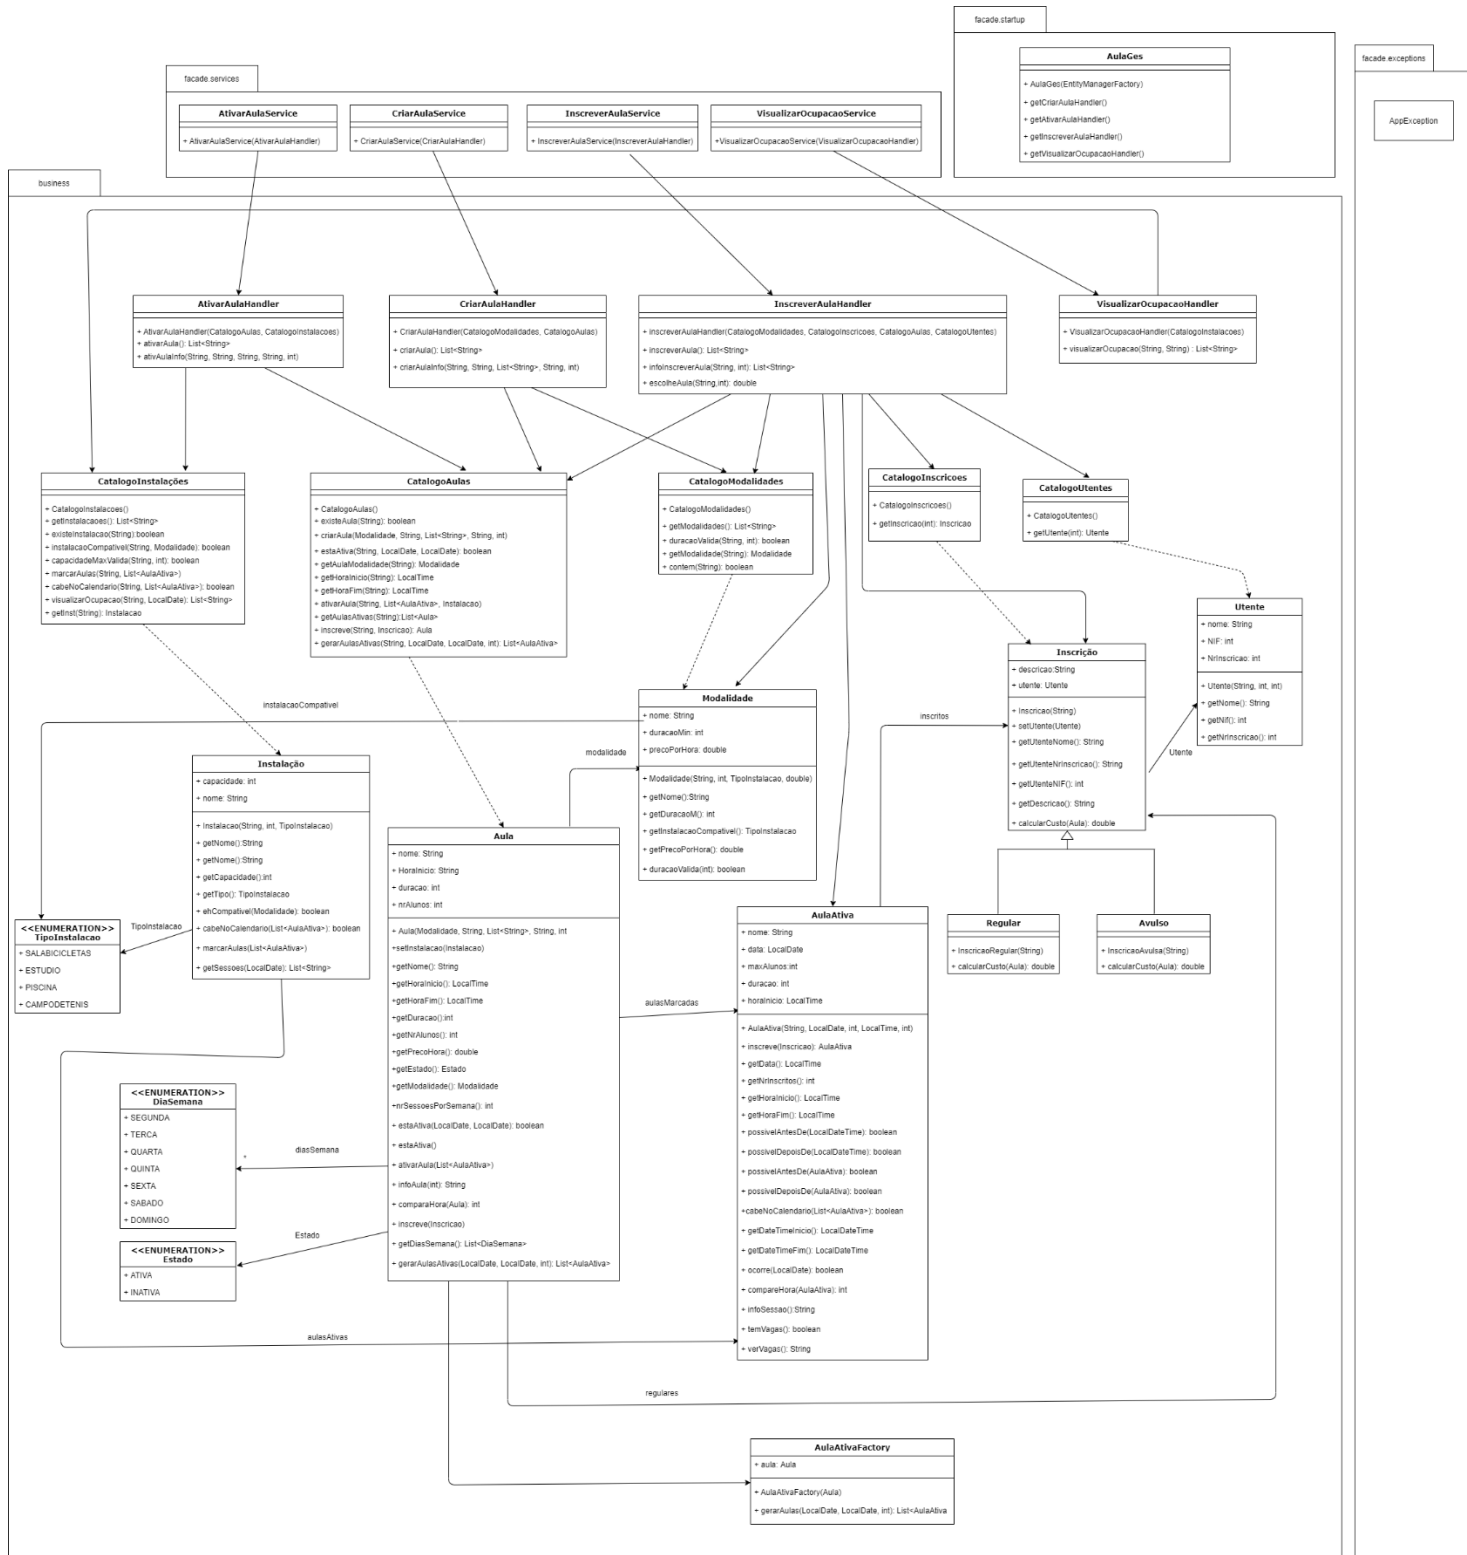 facade.startup
AulaGes
+ AulaGes(EntityManagerFactory)
+ getCriarAulaHandler()
+ getAtivarAulaHandler()
+ getInscreverAulaHandler()
+ getVisualizarOcupacaoHandler()
facade.exceptions
AppException
facade.services
AtivarAulaService
+ AtivarAulaService(AtivarAulaHandler)
CriarAulaService
+ CriarAulaService(CriarAulaHandler)
InscreverAulaService
+ InscreverAulaService(InscreverAulaHandler)
VisualizarOcupacaoService
+VisualizarOcupacaoService(VisualizarOcupacaoHandler)
business
AtivarAulaHandler
+ AtivarAulaHandler(CatalogoAulas, CatalogoInstalacoes)
+ ativarAula(): List<String>
+ ativAulaInfo(String, String, String, String, int)
CriarAulaHandler
+ CriarAulaHandler(CatalogoModalidades, CatalogoAulas)
+ criarAula(): List<String>
+ criarAulaInfo(String, String, List<String>, String, int)
InscreverAulaHandler
+ InscreverAulaHandler(CatalogoModalidades, CatalogoInscricoes, CatalogoAulas, CatalogoUtentes)
+ inscreverAula(): List<String>
+ infoInscreverAula(String, int): List<String>
+ escolheAula(String,int): double
VisualizarOcupacaoHandler
+ VisualizarOcupacaoHandler(CatalogoInstalacoes)
+ visualizarOcupacao(String, String) : List<String>
CatalogoInstalações
+ CatalogoInstalacoes()
+ getInstalacaoes(): List<String>
+ existeInstalacao(String):boolean
+ instalacaoCompativel(String, Modalidade): boolean
+ capacidadeMaxValida(String, int): boolean
+ marcarAulas(String, List<AulaAtiva>)
+ cabeNoCalendario(String, List<AulaAtiva>): boolean
+ visualizarOcupacao(String, LocalDate): List<String>
+ getInst(String): Instalacao
CatalogoAulas
+ CatalogoAulas()
+ existeAula(String): boolean
+ criarAula(Modalidade, String, List<String>, String, int)
+ estaAtiva(String, LocalDate, LocalDate): boolean
+ getAulaModalidade(String): Modalidade
+ getHoraInicio(String): LocalTime
+ getHoraFim(String): LocalTime
+ ativarAula(String, List<AulaAtiva>, Instalacao)
+ getAulasAtivas(String):List<Aula>
+ inscreve(String, Inscricao): Aula
+ gerarAulasAtivas(String, LocalDate, LocalDate, int): List<AulaAtiva>
CatalogoModalidades
+ CatalogoModalidades()
+ getModalidades(): List<String>
+ duracaoValida(String, int): boolean
+ getModalidade(String): Modalidade
+ contem(String): boolean
CatalogoInscricoes
+ CatalogoInscricoes()
+ getInscricao(int): Inscricao
CatalogoUtentes
+ CatalogoUtentes()
+ getUtente(int): Utente
Utente
+ nome: String
+ NIF: int
+ NrInscricao: int
+ Utente(String, int, int)
+ getNome(): String
+ getNif(): int
+ getNrInscricao(): int
Inscrição
+ descricao:String
+ utente: Utente
+ Inscricao(String)
+ setUtente(Utente)
+ getUtenteNome(): String
+ getUtenteNrInscricao(): String
+ getUtenteNIF(): int
+ getDescricao(): String
+ calcularCusto(Aula): double
Utente
inscritos
instalacaoCompativel
modalidade
Modalidade
+ nome: String
+ duracaoMin: int
+ precoPorHora: double
+ Modalidade(String, int, TipoInstalacao, double)
+ getNome():String
+ getDuracaoM(): int
+ getInstalacaoCompativel(): TipoInstalacao
+ getPrecoPorHora(): double
+ duracaoValida(int): boolean
Instalação
+ capacidade: int
+ nome: String
+ Instalacao(String, int, TipoInstalacao)
+ getNome():String
+ getNome():String
+ getCapacidade():int
+ getTipo(): TipoInstalacao
+ ehCompativel(Modalidade): boolean
+ cabeNoCalendario(List<AulaAtiva>): boolean
+ marcarAulas(List<AulaAtiva>)
+ getSessoes(LocalDate): List<String>
TipoInstalacao
<<ENUMERATION>>
TipoInstalacao
+ SALABICICLETAS
+ ESTUDIO
+ PISCINA
+ CAMPODETENIS
Aula
+ nome: String
+ HoraInicio: String
+ duracao: int
+ nrAlunos: int
+ Aula(Modalidade, String, List<String>, String, int
+setInstalacao(Instalacao)
+getNome(): String
+getHoraInicio(): LocalTime
+getHoraFim(): LocalTime
+getDuracao():int
+getNrAlunos(): int
+getPrecoHora(): double
+getEstado(): Estado
+getModalidade(): Modalidade
+nrSessoesPorSemana(): int
+ estaAtiva(LocalDate, LocalDate): boolean
+ estaAtiva()
+ ativarAula(List<AulaAtiva>)
+ infoAula(int): String
+ comparaHora(Aula): int
+ inscreve(Inscricao)
+ getDiasSemana(): List<DiaSemana>
+ gerarAulasAtivas(LocalDate, LocalDate, int): List<AulaAtiva>
aulasMarcadas
AulaAtiva
+ nome: String
+ data: LocalDate
+ maxAlunos:int
+ duracao: int
+ horaInicio: LocalTime
+ AulaAtiva(String, LocalDate, int, LocalTime, int)
+ inscreve(Inscricao): AulaAtiva
+ getData(): LocalTime
+ getNrInscritos(): int
+ getHoraInicio(): LocalTime
+ getHoraFim(): LocalTime
+ possivelAntesDe(LocalDateTime): boolean
+ possivelDepoisDe(LocalDateTime): boolean
+ possivelAntesDe(AulaAtiva): boolean
+ possivelDepoisDe(AulaAtiva): boolean
+cabeNoCalendario(List<AulaAtiva>): boolean
+ getDateTimeInicio(): LocalDateTime
+ getDateTimeFim(): LocalDateTime
+ ocorre(LocalDate): boolean
+ compareHora(AulaAtiva): int
+ infoSessao():String
+ temVagas(): boolean
+ verVagas(): String
Regular
+ InscricaoRegular(String)
+ calcularCusto(Aula): double
Avulso
+ InscricaoAvulsa(String)
+ calcularCusto(Aula): double
<<ENUMERATION>>
DiaSemana
+ SEGUNDA
+ TERCA
+ QUARTA
+ QUINTA
+ SEXTA
+ SABADO
+ DOMINGO
diasSemana
*
<<ENUMERATION>>
Estado
+ ATIVA
+ INATIVA
Estado
aulasAtivas
regulares
AulaAtivaFactory
+ aula: Aula
+ AulaAtivaFactory(Aula)
+ gerarAulas(LocalDate, LocalDate, int): List<AulaAtiva